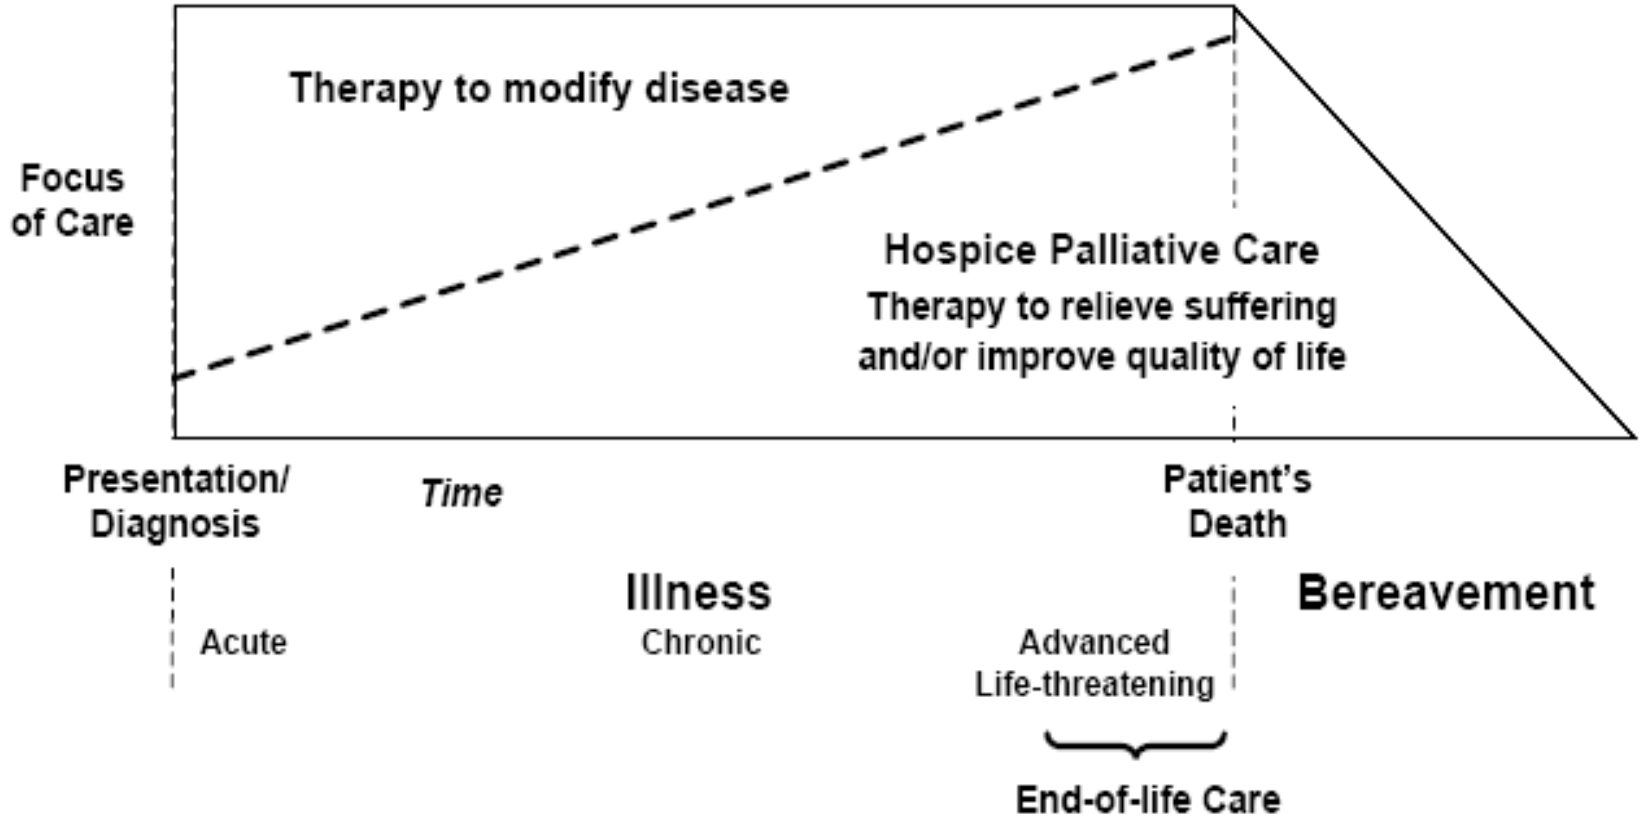 Therapy to modify disease
Focus
of Care
Hospice Palliative Care
Therapy to relieve suffering
and/or improve quality of life
Presentation/
Diagnosis
Time
Patient's
Death
Illness
Bereavement
Acute
Chronic
Advanced
Life-threatening
End-of-life Care